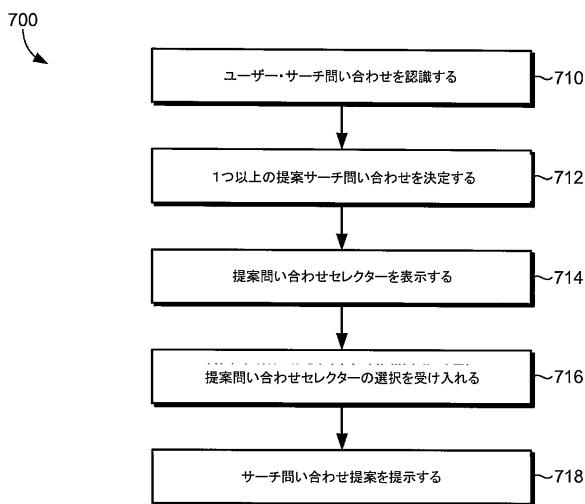 700
ユーザー・サーチ問い合わせを認識する
710
1つ以上の提案サーチ問い合わせを決定する
712
提案問い合わせセレクターを表示する
714
提案問い合わせセレクターの選択を受け入れる
716
サーチ問い合わせ提案を提示する
718